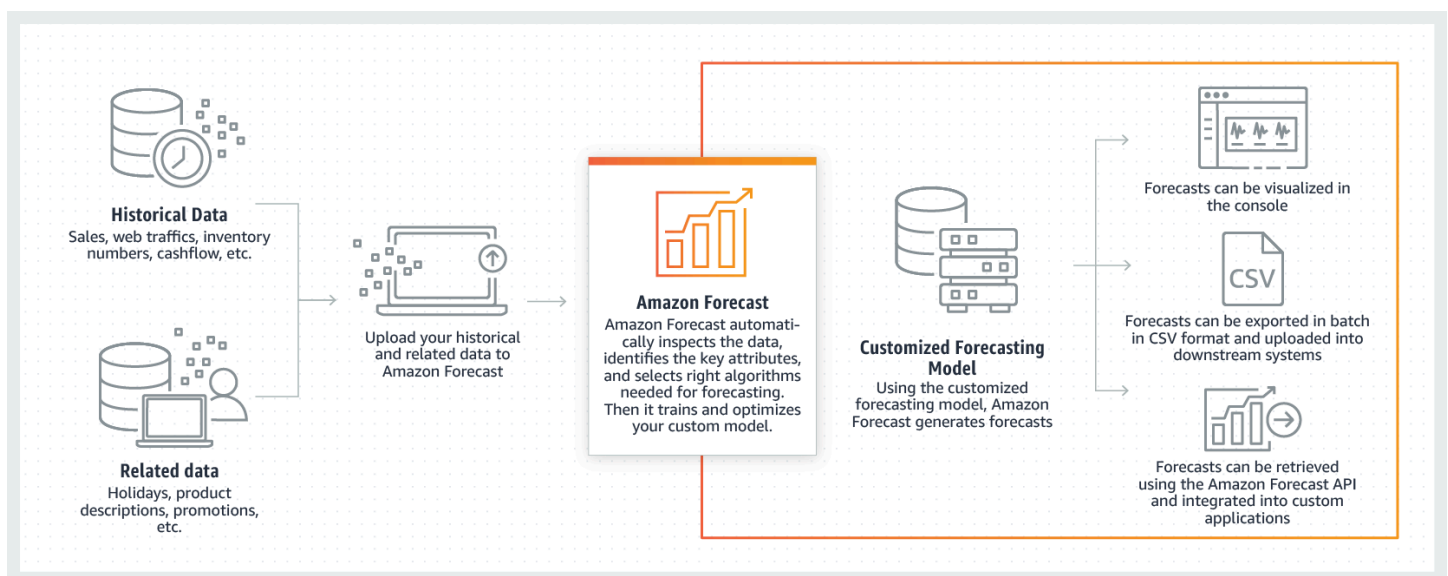 Historical Data
Sales, web traffics, inventory
numbers, cashflow, etc.
Related data
Holidays, product
descriptions, promotions,
etc.
Upload your historical
and related data to
Amazon Forecast
Amazon Forecast
Amazon Forecast automati-
cally inspects the data,
identifies the key attributes,
and selects right algorithms
needed for forecasting.
Then it trains and optimizes
your custom model.
Customized Forecasting
Model
Using the customized
forecasting model, Amazon
Forecast generates forecasts
Forecasts can be visualized in
the console
CSV
Forecasts can be exported in batch
in CSV format and uploaded into
downstream systems
Forecasts can be retrieved
using the Amazon Forecast API
and integrated into custom
applications